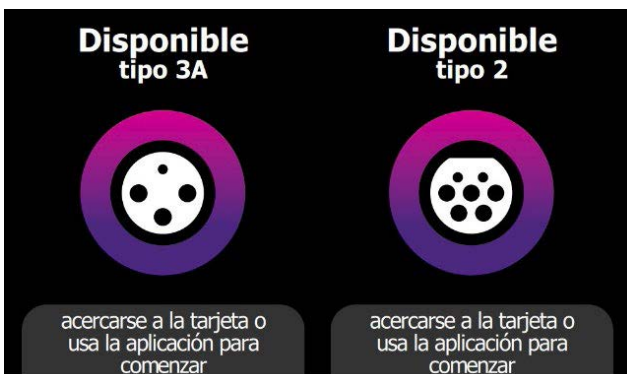 Disponible
tipo 3A
Disponible
tipo 2
acercarse a la tarjeta o
usa la aplicación para
comenzar
acercarse a la tarjeta o
usa la aplicación para
comenzar